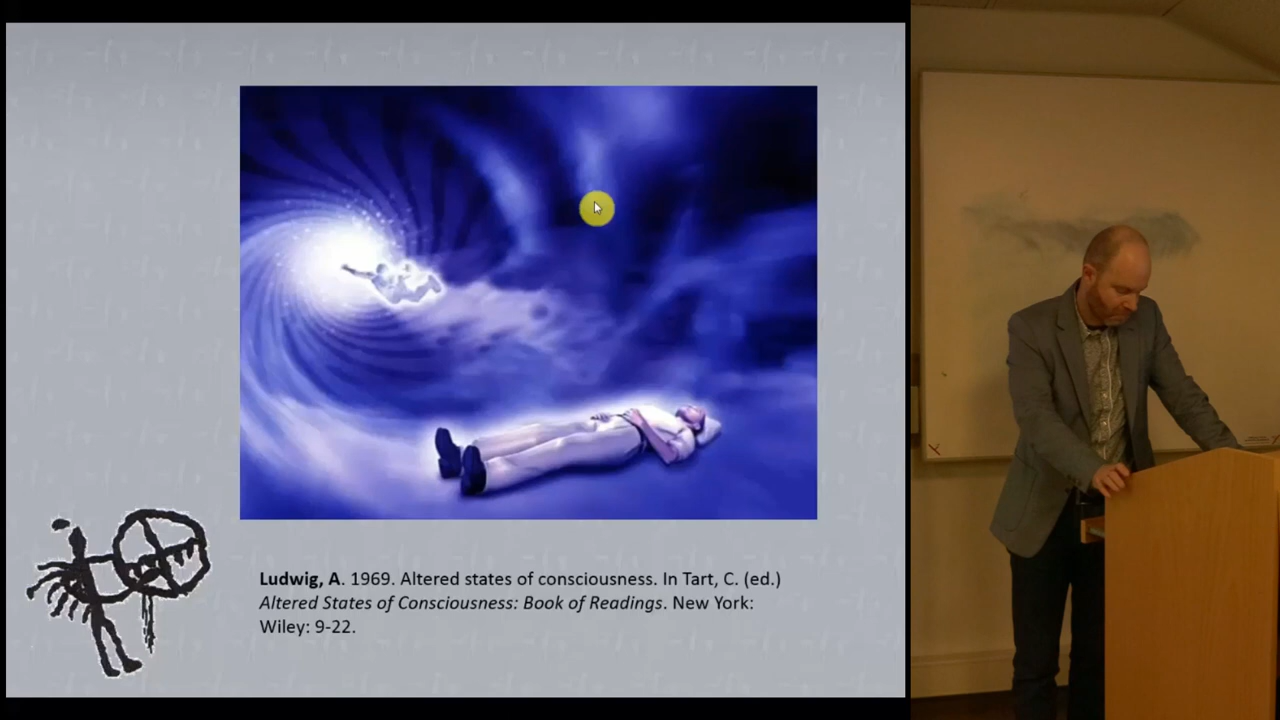 Ludwig, A. 1969. Altered states of consciousness. In Tart, C. (ed.)
Altered States of Consciousness: Book of Readings. New York:
Wiley: 9-22.